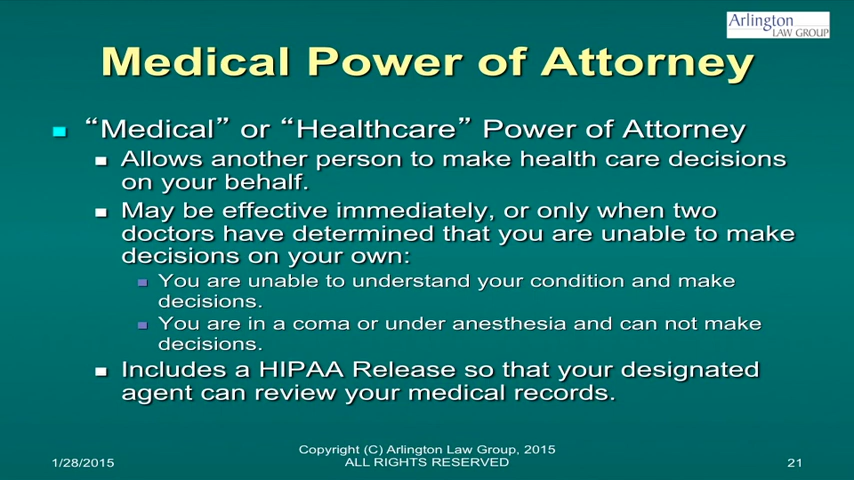 Arlington
LAW GROUP
Medical Power of Attorney
“Medical” or “Healthcare” Power of Attorney
Allows another person to make health care decisions
on your behalf.
May be effective immediately, or only when two
doctors have determined that you are unable to make
decisions on your own:
You are unable to understand your condition and make
decisions.
You are in a coma or under anesthesia and can not make
decisions.
Includes a HIPAA Release so that your designated
agent can review your medical records.
Copyright (C) Arlington Law Group, 2015
1/28/2015 ALL RIGHTS RESERVED 21